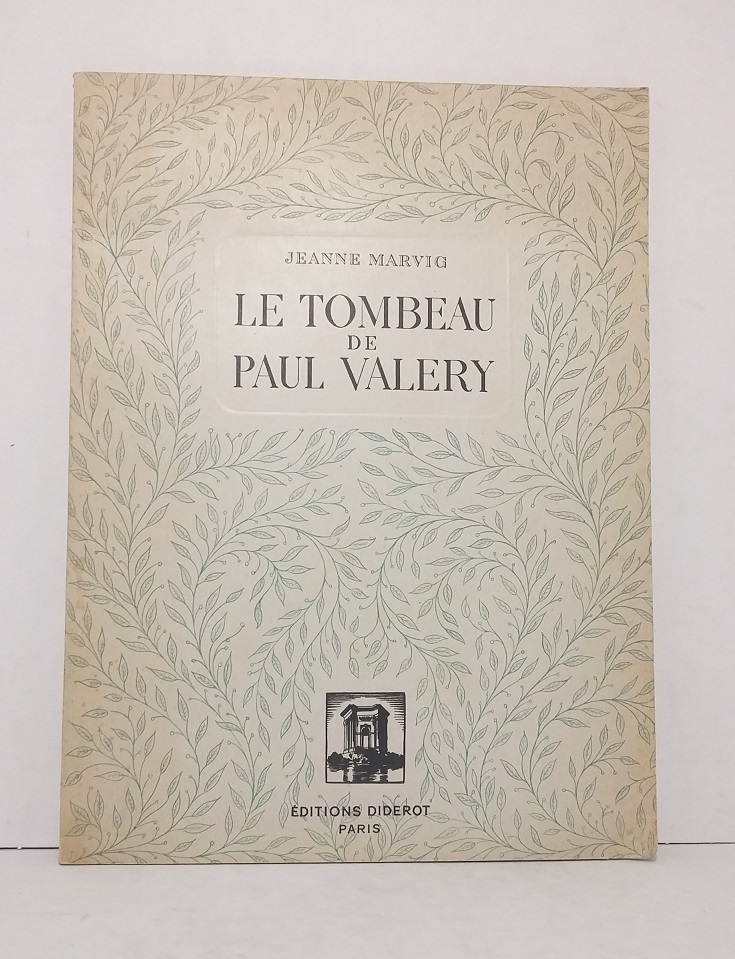 JEANNE MARVIG
LE TOMBEAU
DE
PAUL VALERY
ÉDITIONS DIDEROT
PARIS